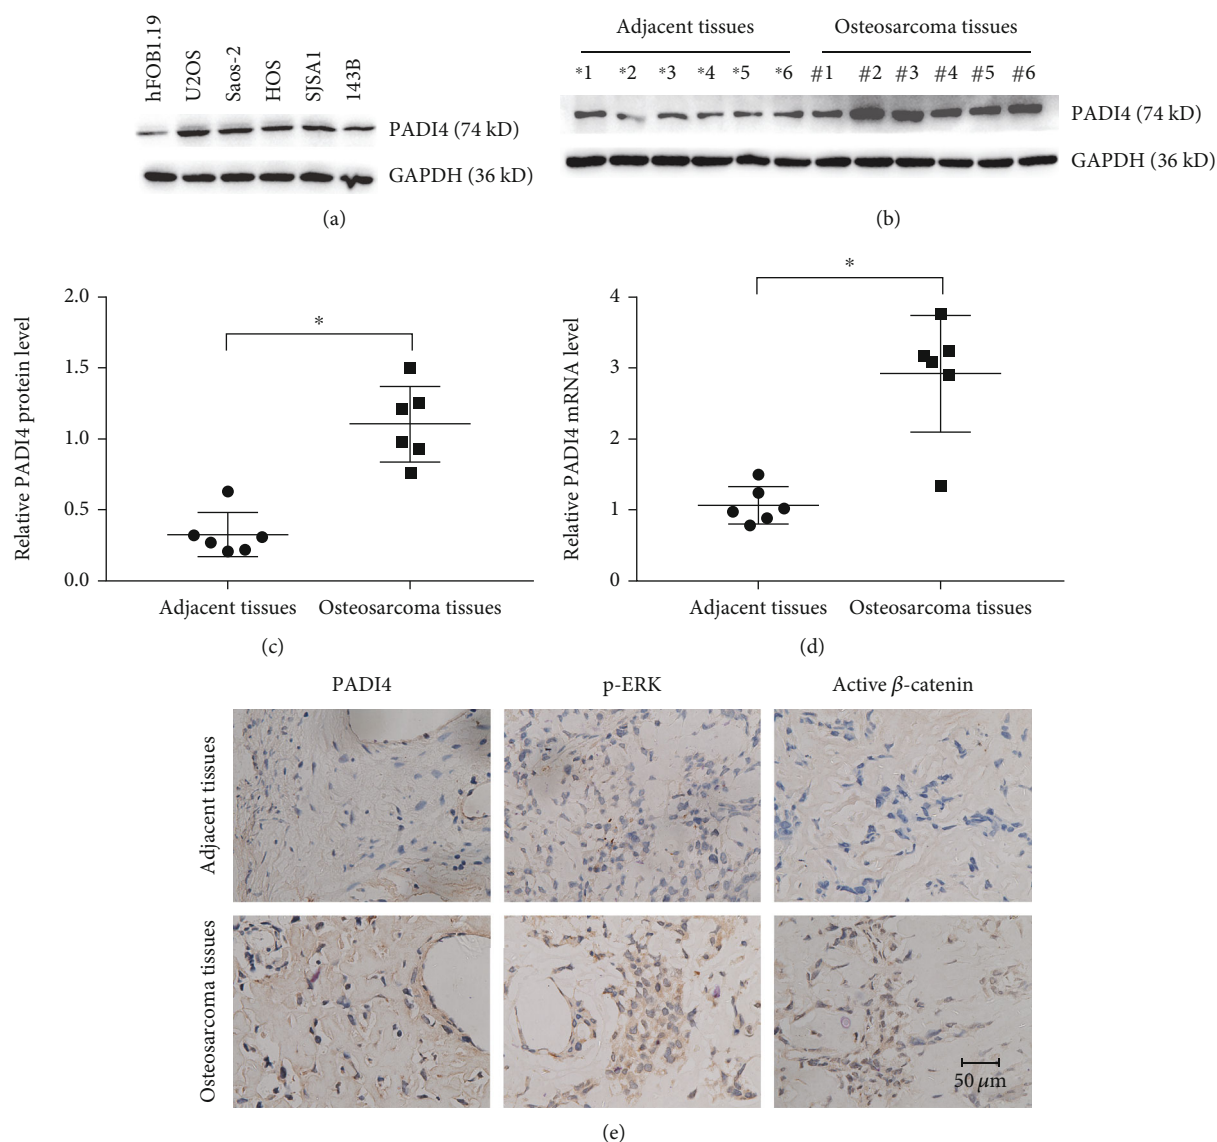 hFOB1.19
U2OS
Saos-2
HOS
SJSA1
143B
PADI4 (74 kD)
GAPDH (36 kD)
(a)
Adjacent tissues Osteosarcoma tissues
*1 *2 *3 *4 *5 *6 #1 #2 #3 #4 #5 #6
PADI4 (74 kD)
GAPDH (36 kD)
(b)
Relative PADI4 protein level
2.0
1.5
1.0
0.5
0.0
*
Adjacent tissues Osteosarcoma tissues
(c)
Relative PADI4 mRNA level
4
3
2
1
0
*
Adjacent tissues Osteosarcoma tissues
(d)
PADI4 p-ERK Active β-catenin
Adjacent tissues
Osteosarcoma tissues
50 μm
(e)